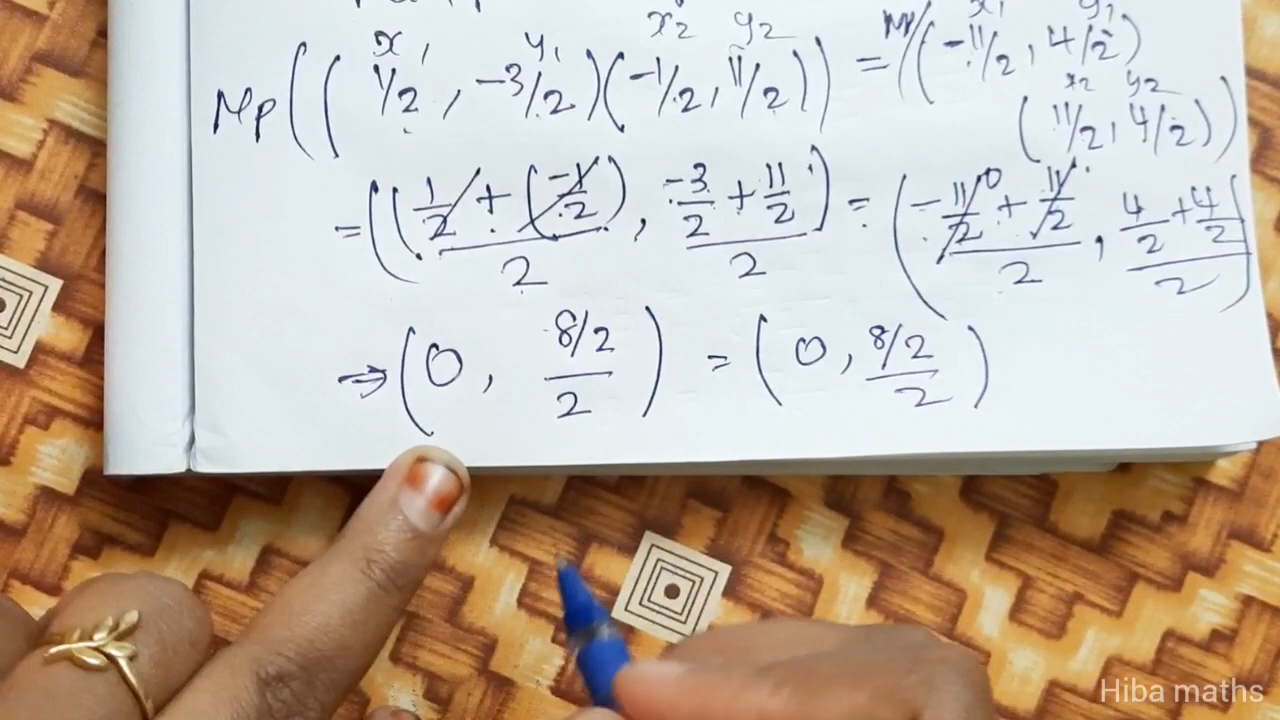 x₁ y₁ x₂ y₂ x₁ y₁
Mp((1/2, -3/2)(-1/2, 11/2)) = Mp((-11/2, 4/2)
x₂ y₂
(11/2, 4/2))
= ((1/2 + (-1/2))/2, (-3/2 + 11/2)/2) = ((-11/2 + 11/2)/2, (4/2 + 4/2)/2)
0
⇒ (0, (8/2)/2) = (0, (8/2)/2)
Hiba maths